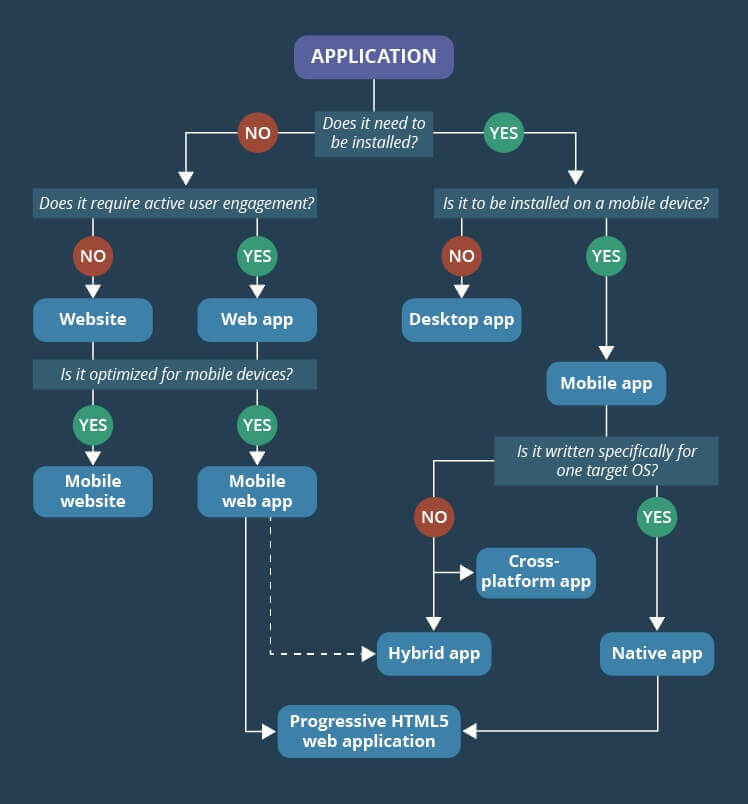 APPLICATION
Does it need to
be installed?
NO
YES
Does it require active user engagement?
Is it to be installed on a mobile device?
NO
YES
NO
YES
Website
Web app
Desktop app
Is it optimized for mobile devices?
Mobile app
YES
YES
Is it written specifically for
one target OS?
Mobile
website
Mobile
web app
NO
YES
Cross-
platform app
Hybrid app
Native app
Progressive HTML5
web application